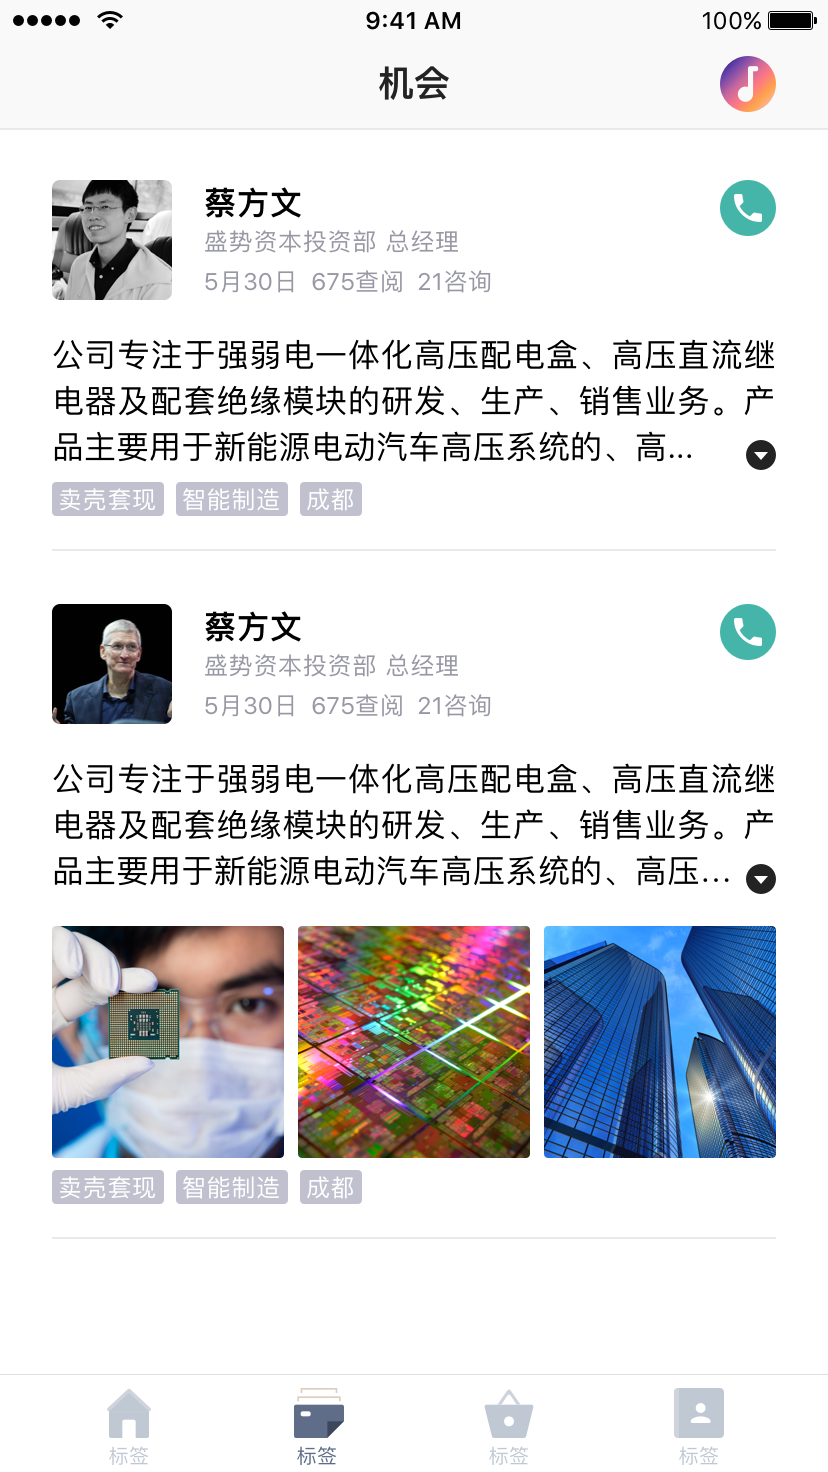 9:41 AM
100%
机会
蔡方文
盛势资本投资部 总经理
5月30日 675查阅 21咨询
公司专注于强弱电一体化高压配电盒、高压直流继
电器及配套绝缘模块的研发、生产、销售业务。产
品主要用于新能源电动汽车高压系统的、高...
卖壳套现 智能制造 成都
蔡方文
盛势资本投资部 总经理
5月30日 675查阅 21咨询
公司专注于强弱电一体化高压配电盒、高压直流继
电器及配套绝缘模块的研发、生产、销售业务。产
品主要用于新能源电动汽车高压系统的、高压...
卖壳套现 智能制造 成都
标签 标签 标签 标签